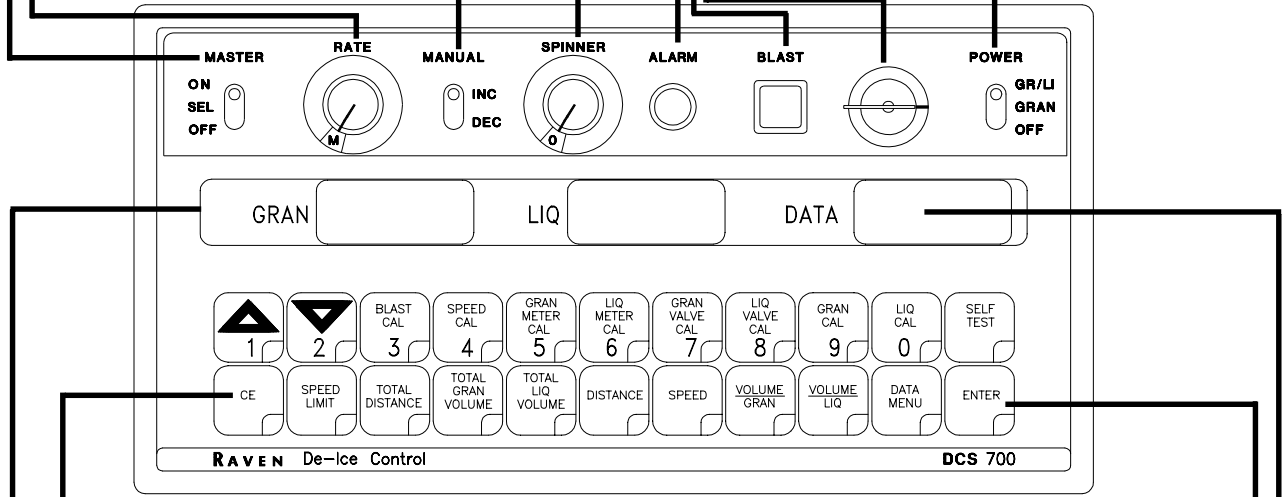 MASTER
ON
SEL
OFF
RATE
M
MANUAL
INC
DEC
SPINNER
0
ALARM
BLAST
POWER
GR/LI
GRAN
OFF
GRAN
LIQ
DATA
1
2
BLAST
CAL
3
SPEED
CAL
4
GRAN
METER
CAL
5
LIQ
METER
CAL
6
GRAN
VALVE
CAL
7
LIQ
VALVE
CAL
8
GRAN
CAL
9
LIQ
CAL
0
SELF
TEST
CE
SPEED
LIMIT
TOTAL
DISTANCE
TOTAL
GRAN
VOLUME
TOTAL
LIQ
VOLUME
DISTANCE
SPEED
VOLUME
GRAN
VOLUME
LIQ
DATA
MENU
ENTER
RAVEN De-Ice Control
DCS 700